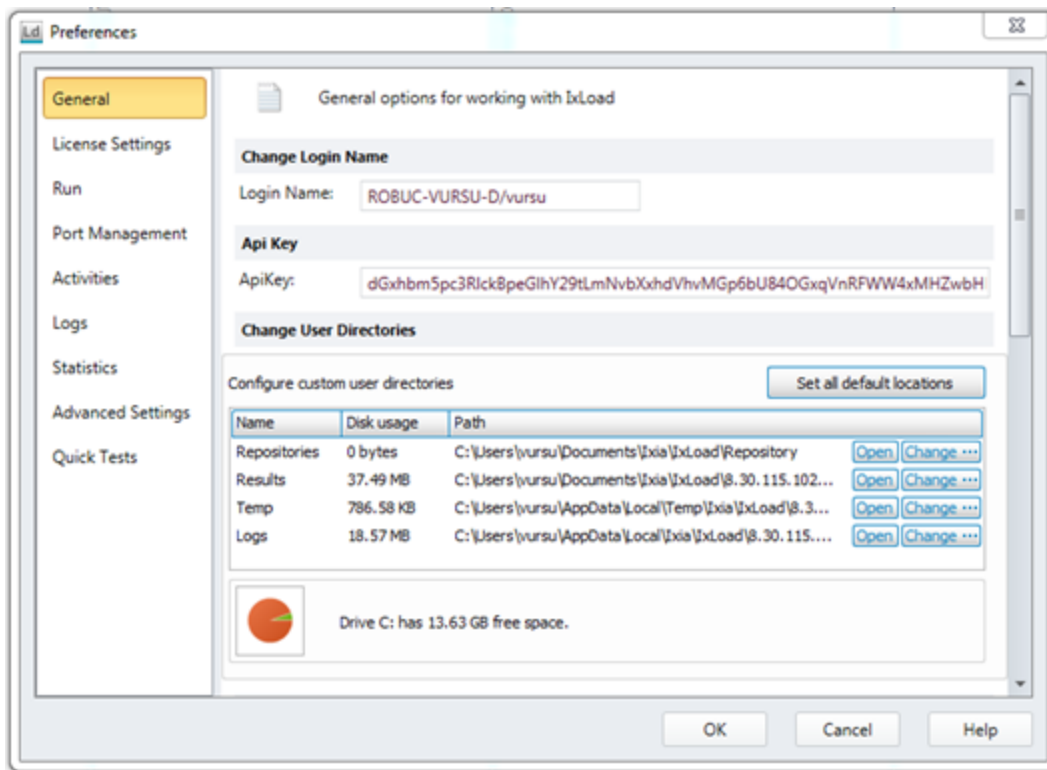 Ld Preferences
General
License Settings
Run
Port Management
Activities
Logs
Statistics
Advanced Settings
Quick Tests
General options for working with IxLoad
Change Login Name
Login Name: ROBUC-VURSU-D/vursu
Api Key
ApiKey: dGxhbm5pc3RlckBpeGlhY29tLmNvbXxhdVhvMGp6bU84OGxqVnRFWW4xMHZwbH
Change User Directories
Configure custom user directories Set all default locations
Name Disk usage Path
Repositories 0 bytes C:\Users\vursu\Documents\Ixia\IxLoad\Repository Open Change ...
Results 37.49 MB C:\Users\vursu\Documents\Ixia\IxLoad\8.30.115.102... Open Change ...
Temp 786.58 KB C:\Users\vursu\AppData\Local\Temp\Ixia\IxLoad\8.3... Open Change ...
Logs 18.57 MB C:\Users\vursu\AppData\Local\Ixia\IxLoad\8.30.115.... Open Change ...
Drive C: has 13.63 GB free space.
OK Cancel Help